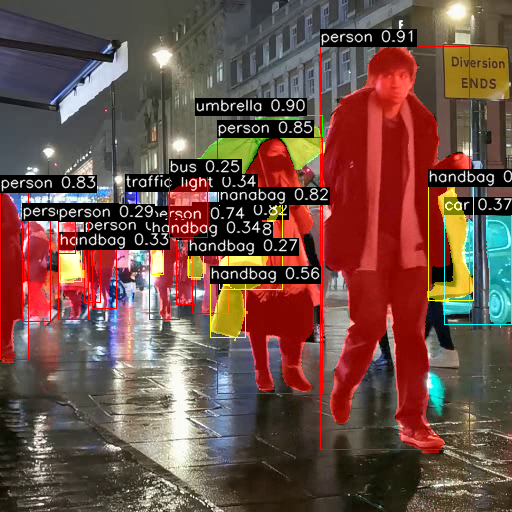 person 0.91
Diversion
ENDS
umbrella 0.90
person 0.85
bus 0.25
traffic light 0.34
handbag 0
person 0.83
handbag 0.82
car 0.37
person 0.29
person 0.74
handbag 0.33
handbag 0.27
handbag 0.56